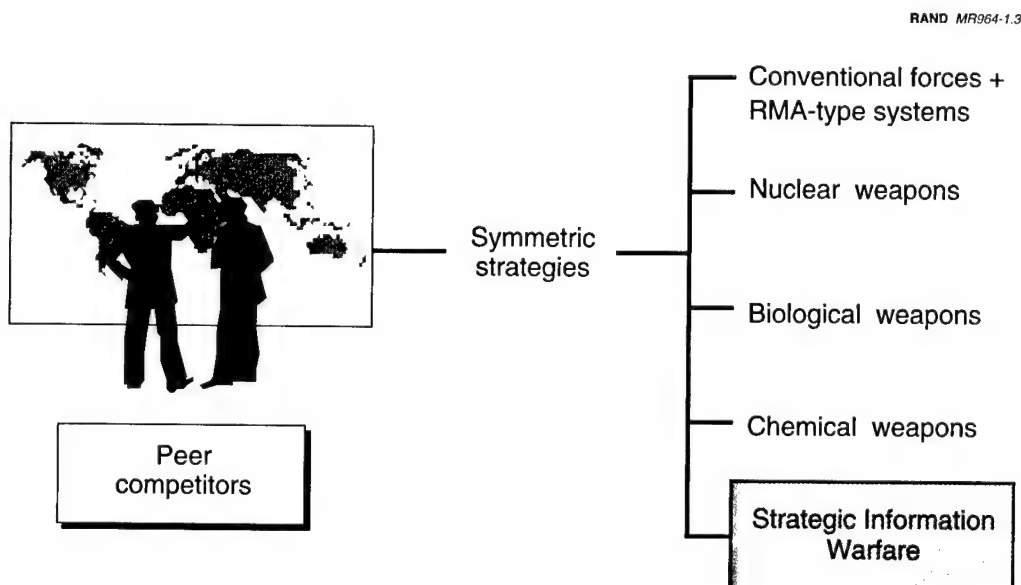 RAND MR964-1.3
Conventional forces +
RMA-type systems
Nuclear weapons
Symmetric
strategies
Biological weapons
Chemical weapons
Peer
competitors
Strategic Information
Warfare